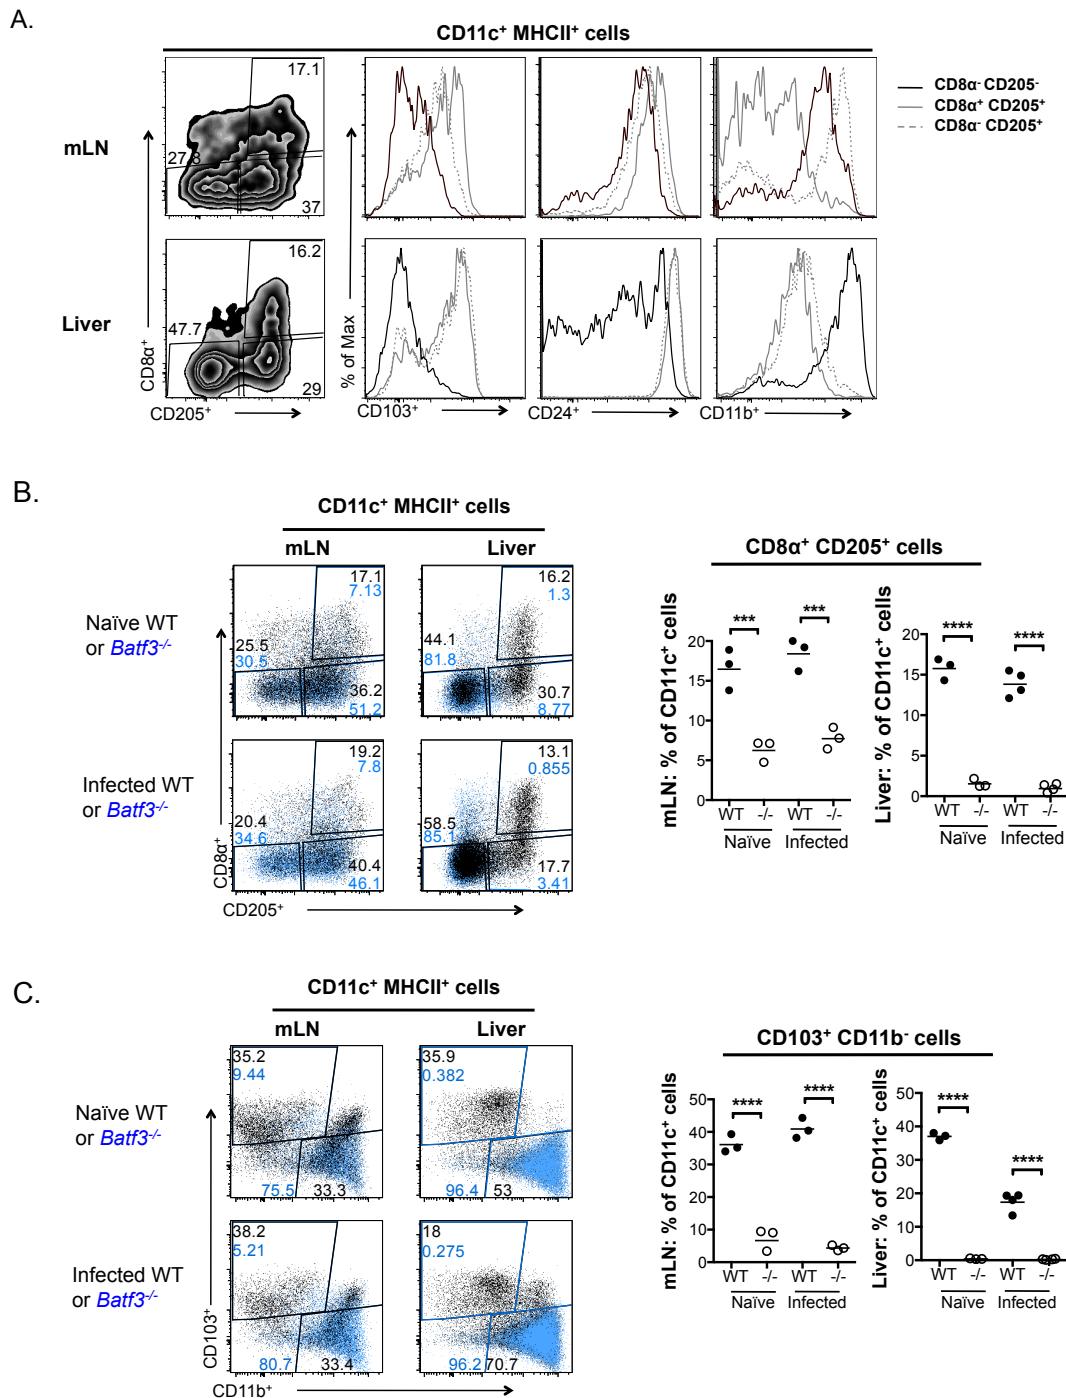 A.
CD11c⁺ MHCII⁺ cells
mLN
17.1
27.8
37
CD8α⁻ CD205⁻
CD8α⁺ CD205⁺
CD8α⁻ CD205⁺
Liver
16.2
47.7
29
CD8α⁺
% of Max
CD205⁺
CD103⁺
CD24⁺
CD11b⁺
B.
CD11c⁺ MHCII⁺ cells
mLN
Liver
Naïve WT
or Batf3⁻/⁻
17.1
7.13
25.5
30.5
36.2
51.2
16.2
1.3
44.1
81.8
30.7
8.77
Infected WT
or Batf3⁻/⁻
19.2
7.8
20.4
34.6
40.4
46.1
13.1
0.855
58.5
85.1
17.7
3.41
CD8α⁺
CD205⁺
CD8α⁺ CD205⁺ cells
mLN: % of CD11c⁺ cells
20
15
10
5
0
***
***
WT -/- WT -/-
Naïve Infected
Liver: % of CD11c⁺ cells
20
15
10
5
0
****
****
WT -/- WT -/-
Naïve Infected
C.
CD11c⁺ MHCII⁺ cells
mLN
Liver
Naïve WT
or Batf3⁻/⁻
35.2
9.44
75.5 33.3
35.9
0.382
96.4 53
Infected WT
or Batf3⁻/⁻
38.2
5.21
80.7 33.4
18
0.275
96.2 70.7
CD103⁺
CD11b⁺
CD103⁺ CD11b⁻ cells
mLN: % of CD11c⁺ cells
50
40
30
20
10
0
****
****
WT -/- WT -/-
Naïve Infected
Liver: % of CD11c⁺ cells
50
40
30
20
10
0
****
****
WT -/- WT -/-
Naïve Infected